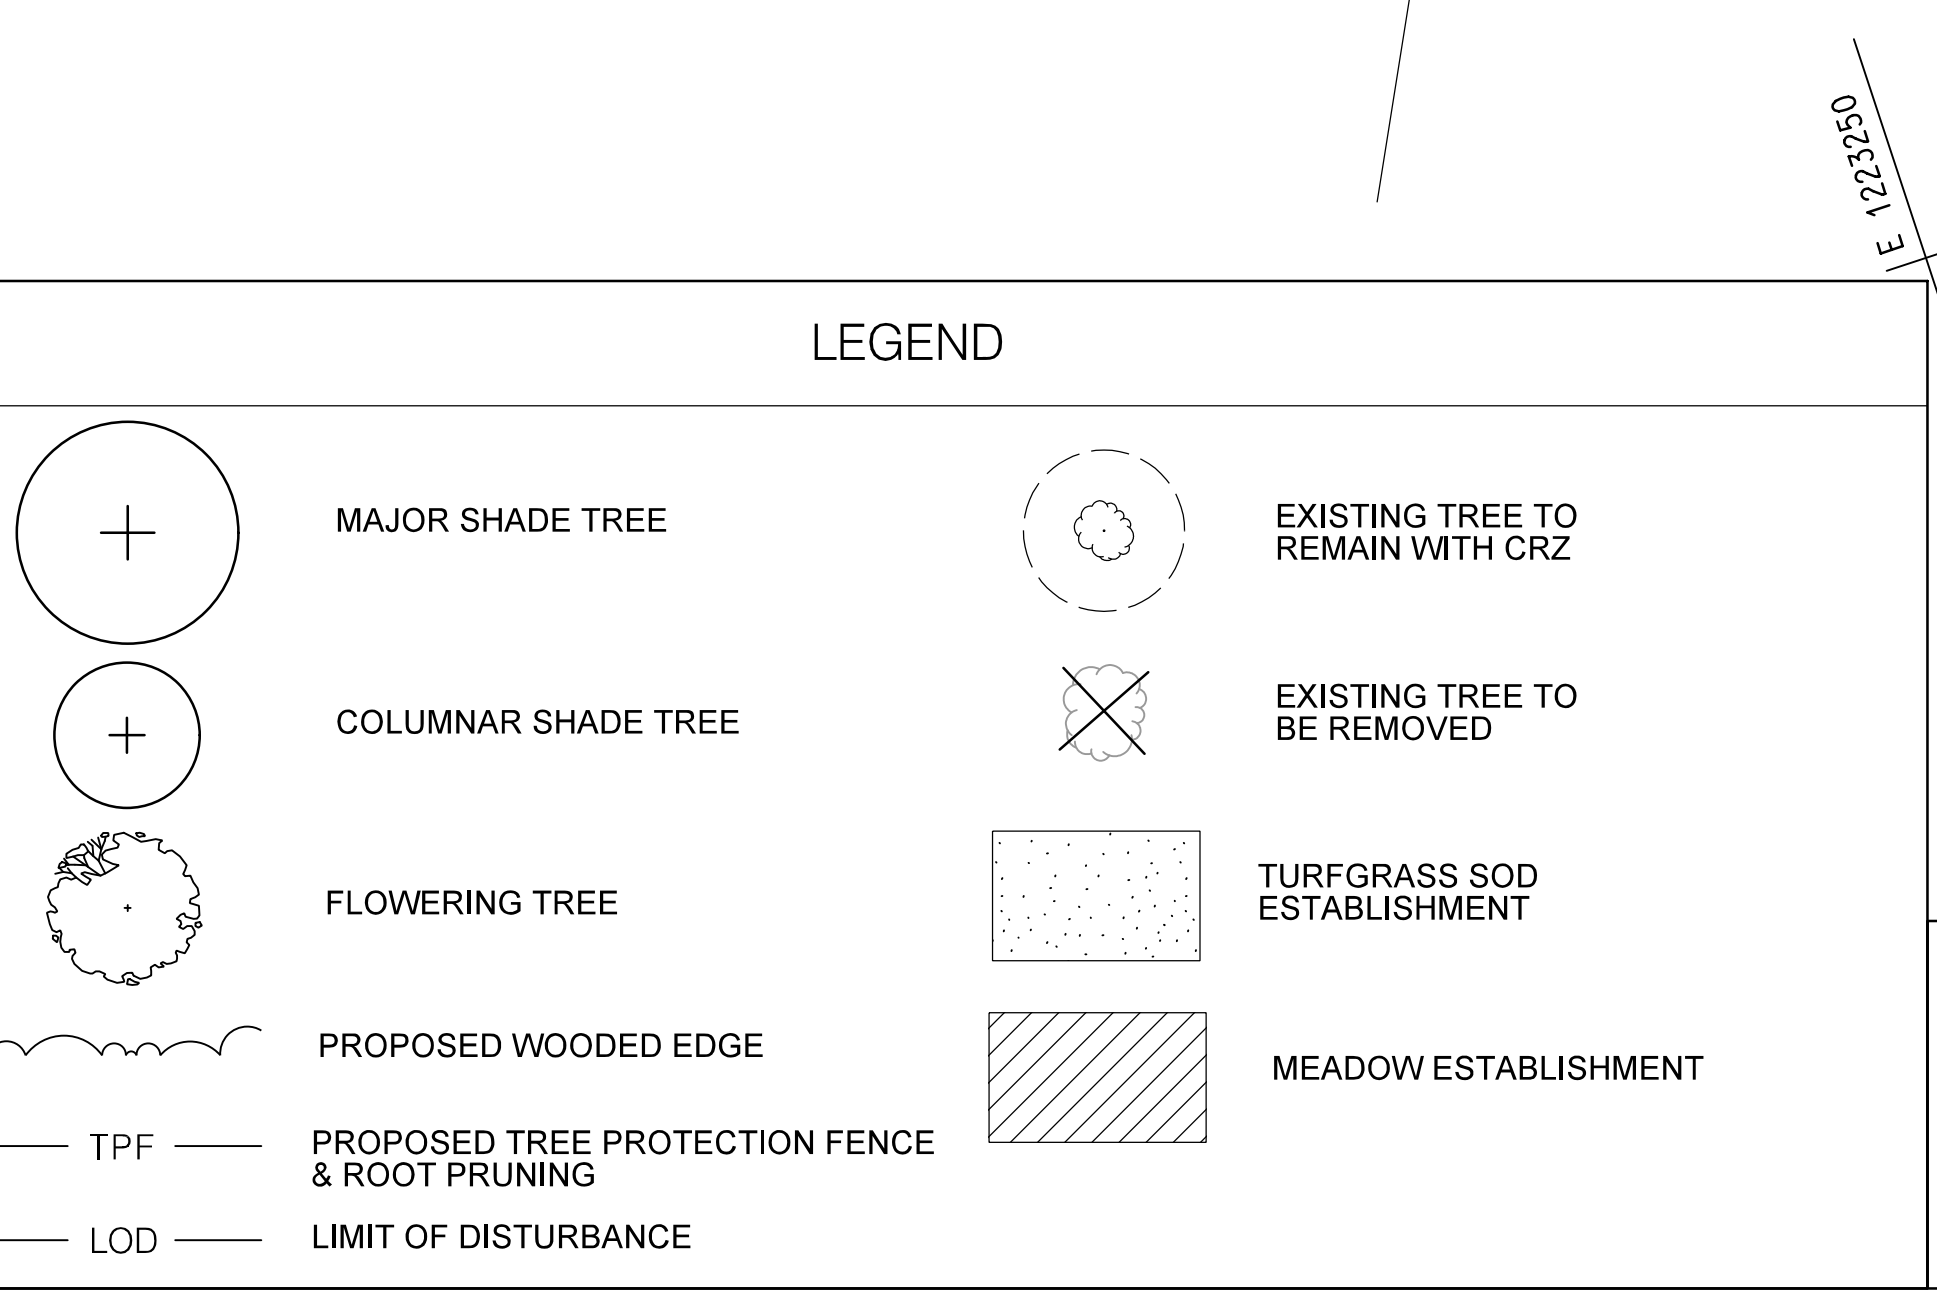 E 1223250
LEGEND
MAJOR SHADE TREE
COLUMNAR SHADE TREE
FLOWERING TREE
PROPOSED WOODED EDGE
TPF
PROPOSED TREE PROTECTION FENCE
& ROOT PRUNING
LOD
LIMIT OF DISTURBANCE
EXISTING TREE TO
REMAIN WITH CRZ
EXISTING TREE TO
BE REMOVED
TURFGRASS SOD
ESTABLISHMENT
MEADOW ESTABLISHMENT